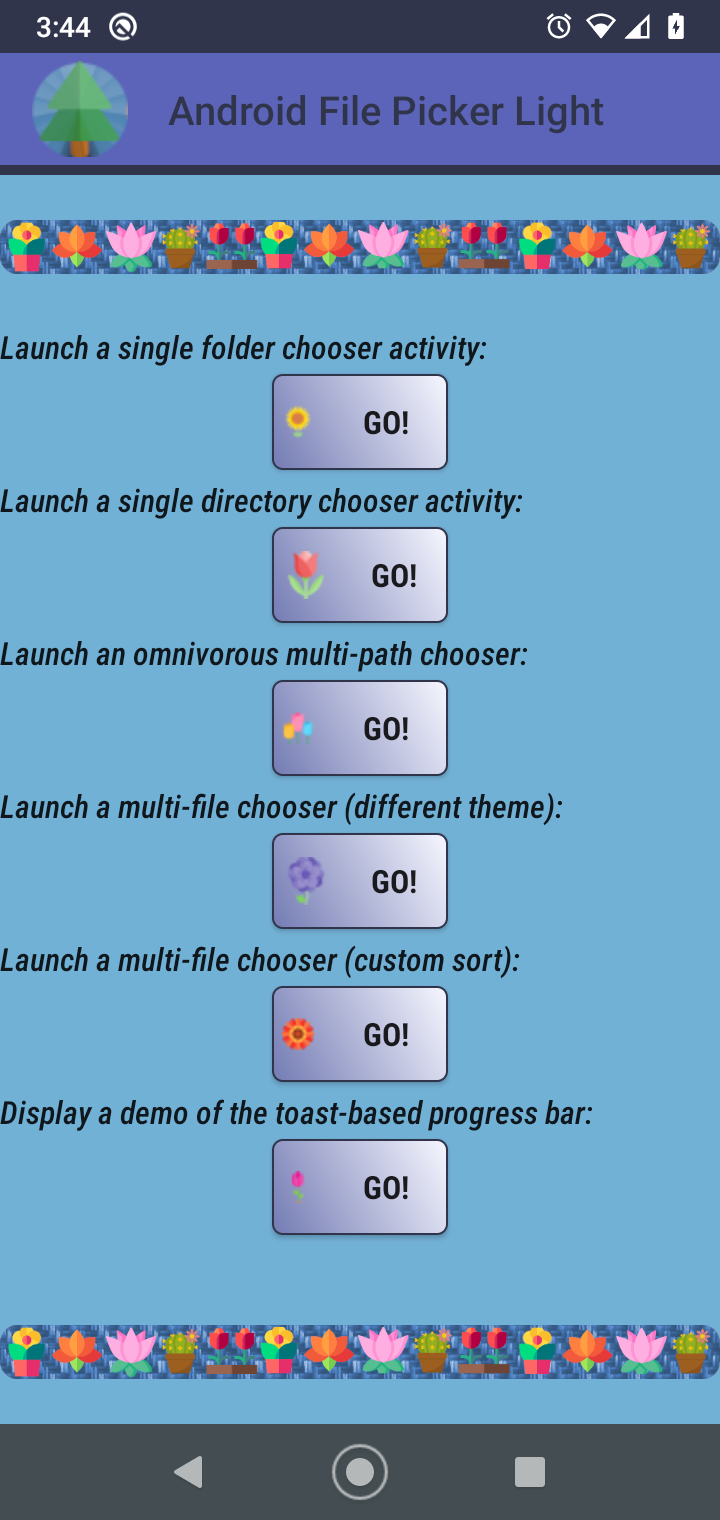 3:44
Android File Picker Light
Launch a single folder chooser activity:
GO!
Launch a single directory chooser activity:
GO!
Launch an omnivorous multi-path chooser:
GO!
Launch a multi-file chooser (different theme):
GO!
Launch a multi-file chooser (custom sort):
GO!
Display a demo of the toast-based progress bar:
GO!